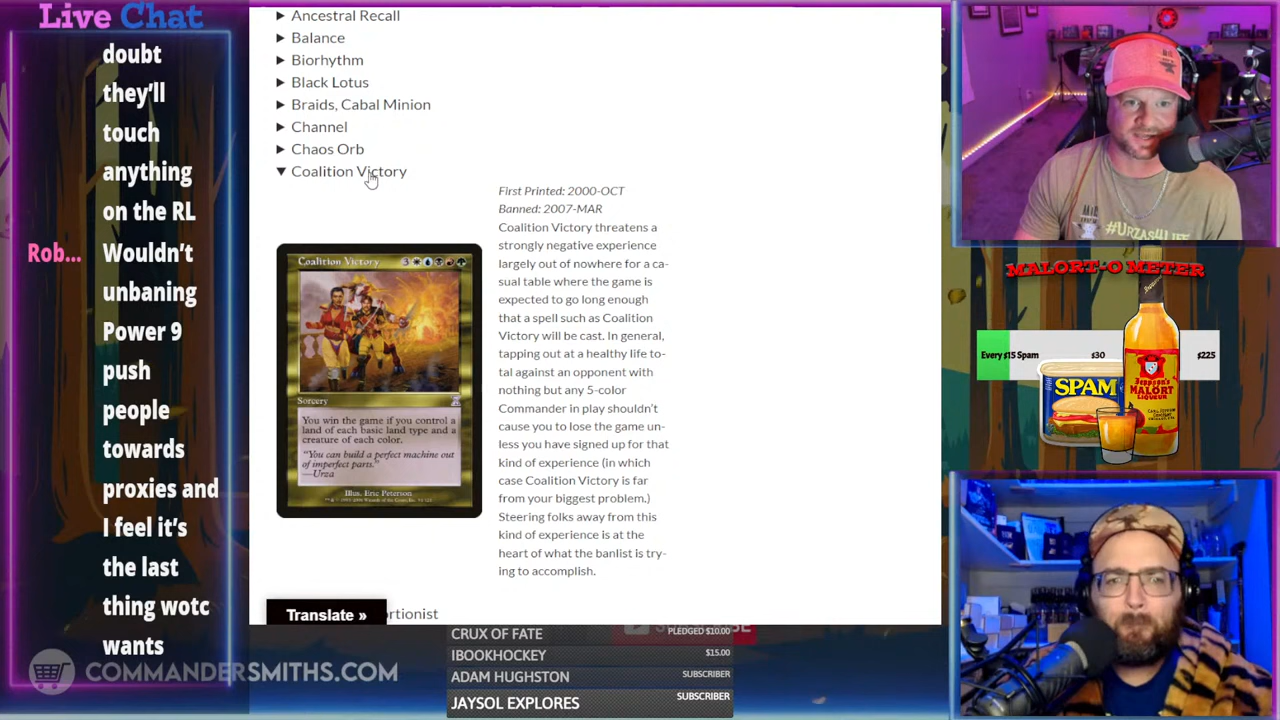 Live Chat
doubt
they'll
touch
anything
on the RL
Rob...
Wouldn't
unbaning
Power 9
push
people
towards
proxies and
I feel it's
the last
thing wotc
wants
COMMANDERSMITHS.COM
Ancestral Recall
Balance
Biorhythm
Black Lotus
Braids, Cabal Minion
Channel
Chaos Orb
Coalition Victory
First Printed: 2000-OCT
Banned: 2007-MAR
Coalition Victory threatens a
strongly negative experience
largely out of nowhere for a ca-
sual table where the game is
expected to go long enough
that a spell such as Coalition
Victory will be cast. In general,
tapping out at a healthy life to-
tal against an opponent with
nothing but any 5-color
Commander in play shouldn't
cause you to lose the game un-
less you have signed up for that
kind of experience (in which
case Coalition Victory is far
from your biggest problem.)
Steering folks away from this
kind of experience is at the
heart of what the banlist is try-
ing to accomplish.
Coalition Victory
3
Sorcery
You win the game if you control a
land of each basic land type and a
creature of each color.
"You can build a perfect machine out
of imperfect parts."
—Urza
Illus. Eric Peterson
Translate »
ortionist
CRUX OF FATE
PLEDGED $10.00
IBOOKHOCKEY
$15.00
ADAM HUGHSTON
SUBSCRIBER
JAYSOL EXPLORES
SUBSCRIBER
#URZAS4LIFE
MALORT-O METER
Every $15 Spam
$30
$225
SPAM
Jeppson's
MALÖRT
LIQUEUR